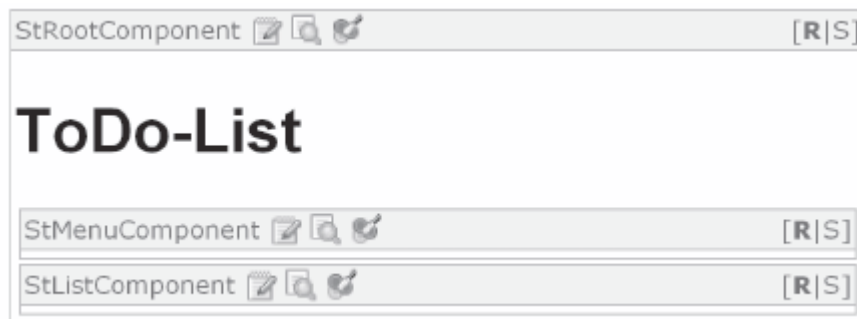 StRootComponent [R|S]
ToDo-List
StMenuComponent [R|S]
StListComponent [R|S]